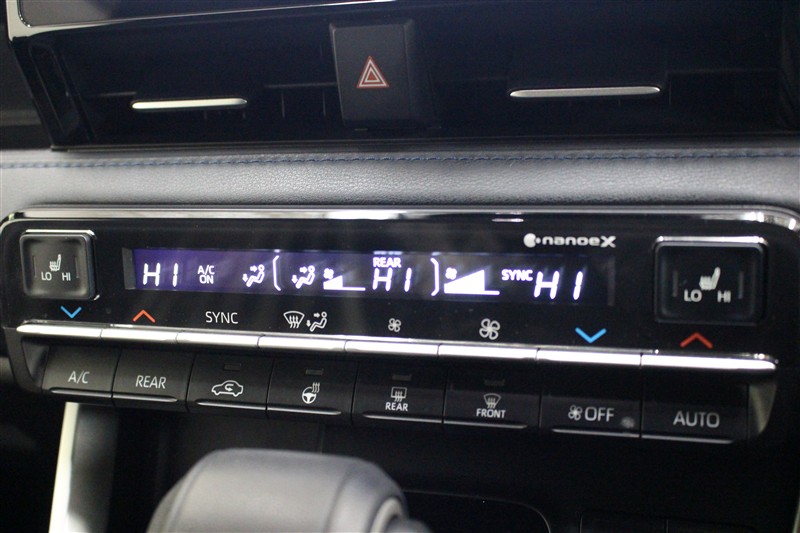 nanoeX
LO HI
HI A/C ON REAR HI SYNC HI
LO HI
SYNC
A/C REAR REAR FRONT OFF AUTO